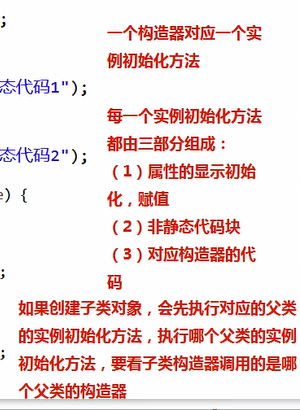 ;
一个构造器对应一个实
例初始化方法
态代码1");
每一个实例初始化方法
都由三部分组成：
态代码2");
（1）属性的显示初始
化，赋值
) {
（2）非静态代码块
（3）对应构造器的代
码
;
如果创建子类对象，会先执行对应的父类
的实例初始化方法，执行哪个父类的实例
;
初始化方法，要看子类构造器调用的是哪
个父类的构造器